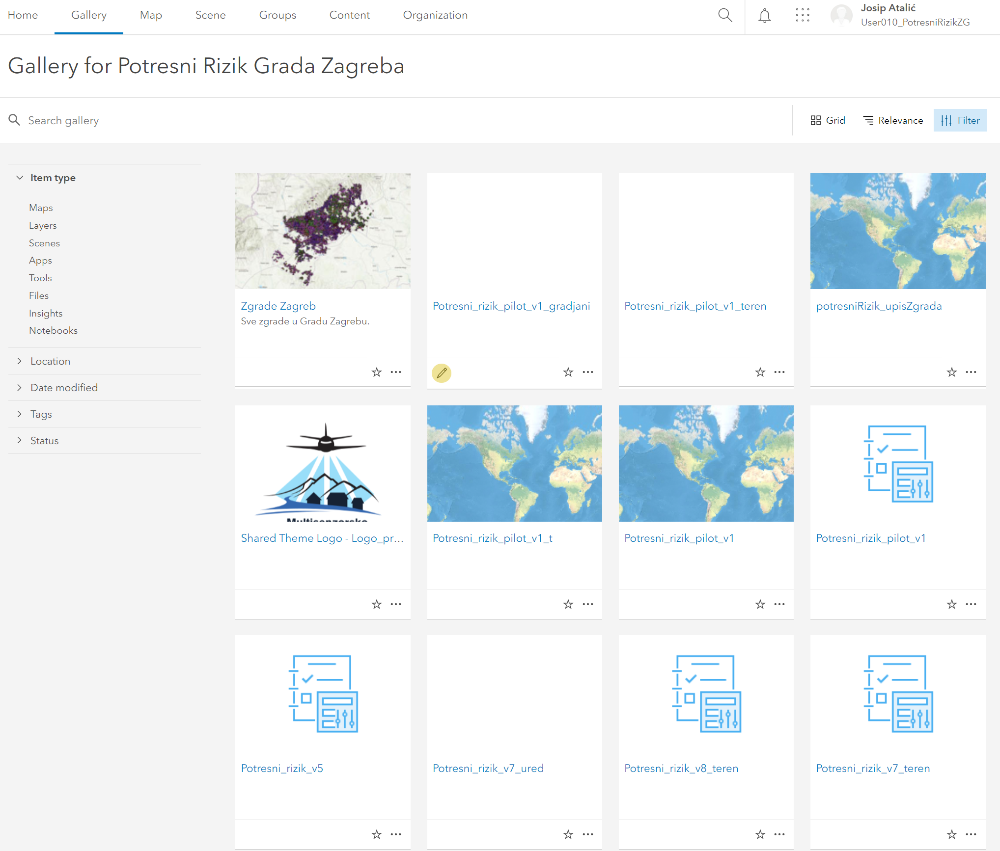 Home Gallery Map Scene Groups Content Organization
Josip Atalić
User010_PotresniRizikZG
Gallery for Potresni Rizik Grada Zagreba
Search gallery
Grid Relevance Filter
Item type
Maps
Layers
Scenes
Apps
Tools
Files
Insights
Notebooks
Location
Date modified
Tags
Status
Zgrade Zagreb
Sve zgrade u Gradu Zagrebu.
Potresni_rizik_pilot_v1_gradjani
Potresni_rizik_pilot_v1_teren
potresniRizik_upisZgrada
Shared Theme Logo - Logo_pr...
Potresni_rizik_pilot_v1_t
Potresni_rizik_pilot_v1
Potresni_rizik_pilot_v1
Potresni_rizik_v5
Potresni_rizik_v7_ured
Potresni_rizik_v8_teren
Potresni_rizik_v7_teren